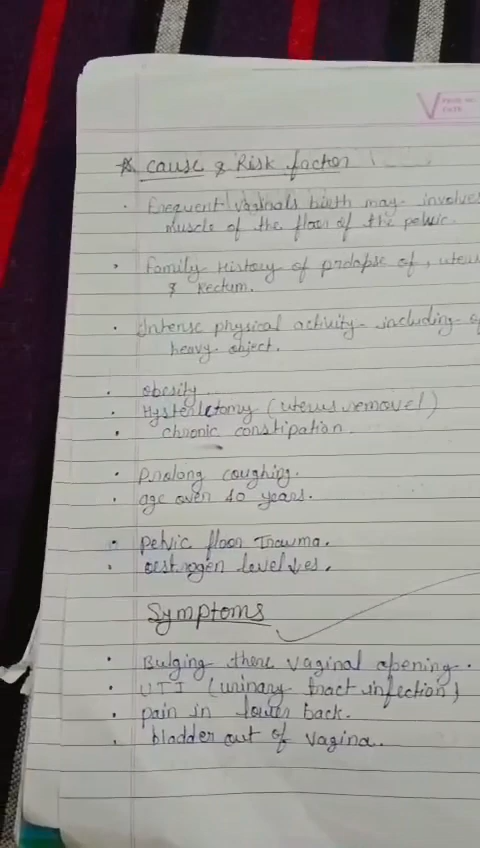 Cause & Risk factor
· Frequent vaginals birth may involve
muscle of the floor of the pelvic
· Family History of prolapse of, uteru
& Rectum.
· Intense physical activity including
heavy object.
· obesity
· Hysterectomy (uterus removel)
· chronic constipation.
· Prolong coughing.
· age over 40 years.
· Pelvic floor Trauma.
· oestrogen level↓es.
Symptoms
· Bulging there vaginal opening.
· UTI (urinary tract infection)
· pain in lower back.
· bladder out of vagina.